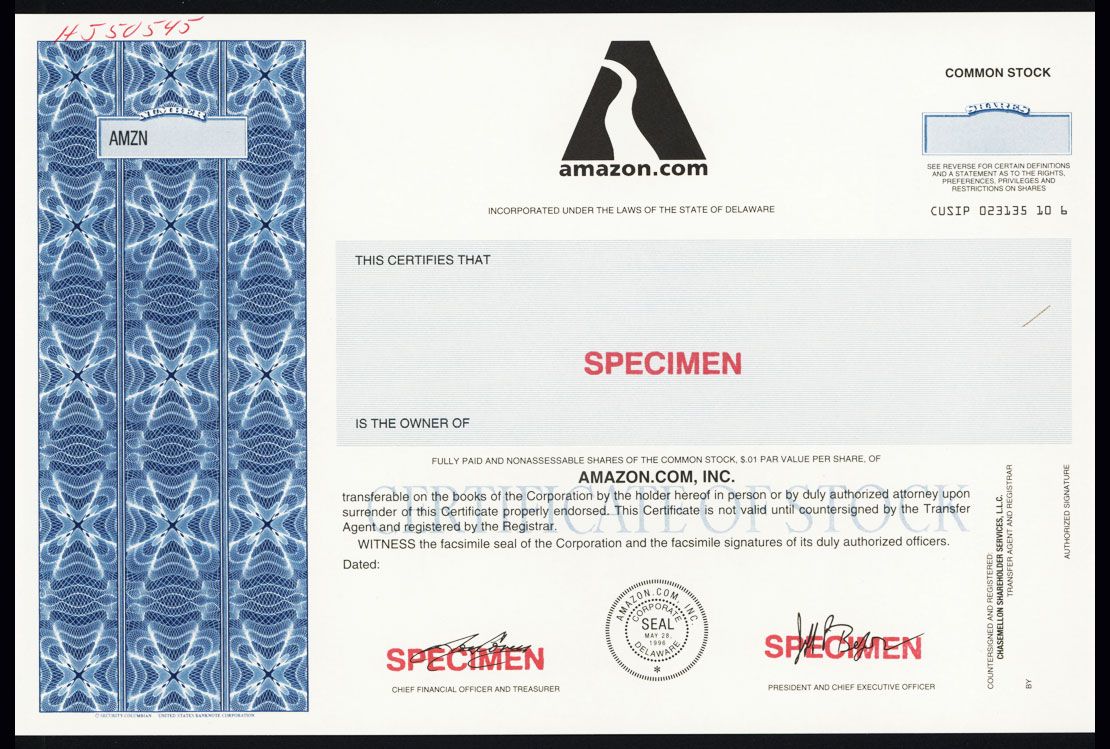 HJ50545
NUMBER
AMZN
amazon.com
COMMON STOCK
SHARES
SEE REVERSE FOR CERTAIN DEFINITIONS
AND A STATEMENT AS TO THE RIGHTS,
PREFERENCES, PRIVILEGES AND
RESTRICTIONS ON SHARES
INCORPORATED UNDER THE LAWS OF THE STATE OF DELAWARE
CUSIP 023135 10 6
THIS CERTIFIES THAT
SPECIMEN
IS THE OWNER OF
FULLY PAID AND NONASSESSABLE SHARES OF THE COMMON STOCK, $.01 PAR VALUE PER SHARE, OF
AMAZON.COM, INC.
CERTIFICATE OF STOCK
transferable on the books of the Corporation by the holder hereof in person or by duly authorized attorney upon
surrender of this Certificate properly endorsed. This Certificate is not valid until countersigned by the Transfer
Agent and registered by the Registrar.
WITNESS the facsimile seal of the Corporation and the facsimile signatures of its duly authorized officers.
Dated:
SPECIMEN
CHIEF FINANCIAL OFFICER AND TREASURER
AMAZON.COM, INC.
CORPORATE
SEAL
MAY 28,
1996
DELAWARE
*
SPECIMEN
Jeff P Bezos
PRESIDENT AND CHIEF EXECUTIVE OFFICER
COUNTERSIGNED AND REGISTERED:
CHASEMELLON SHAREHOLDER SERVICES, L.L.C.
TRANSFER AGENT AND REGISTRAR
BY
AUTHORIZED SIGNATURE
© SECURITY-COLUMBIAN UNITED STATES BANKNOTE CORPORATION